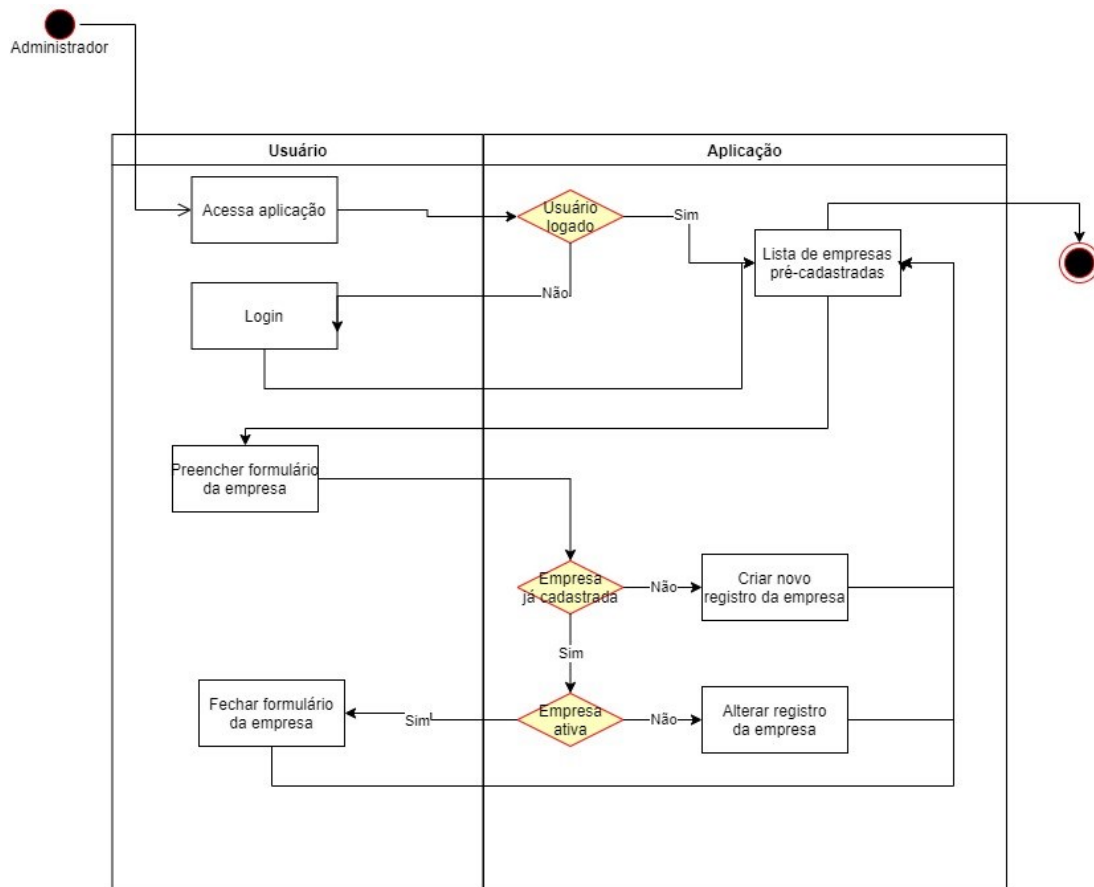 Administrador
Usuário
Aplicação
Acessa aplicação
Usuário
logado
Sim
Lista de empresas
pré-cadastradas
Não
Login
Preencher formulário
da empresa
Empresa
já cadastrada
Não
Criar novo
registro da empresa
Sim
Fechar formulário
da empresa
Sim
Empresa
ativa
Não
Alterar registro
da empresa